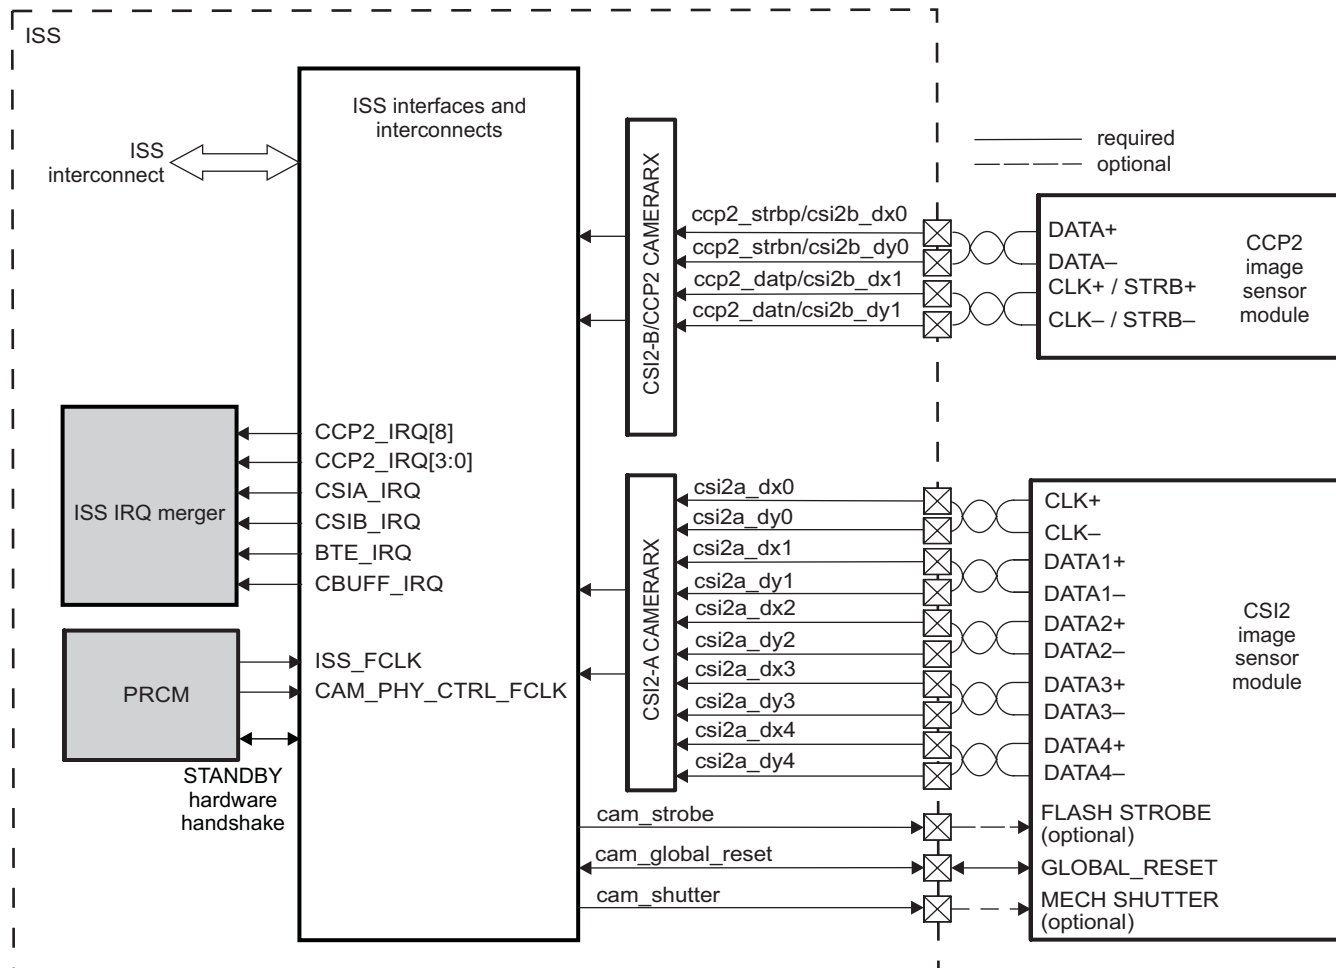 ISS
ISS interfaces and
interconnects
ISS
interconnect
required
optional
CSI2-B/CCP2 CAMERARX
ccp2_strbp/csi2b_dx0
ccp2_strbn/csi2b_dy0
ccp2_datp/csi2b_dx1
ccp2_datn/csi2b_dy1
DATA+
DATA–
CLK+ / STRB+
CLK– / STRB–
CCP2
image
sensor
module
ISS IRQ merger
CCP2_IRQ[8]
CCP2_IRQ[3:0]
CSIA_IRQ
CSIB_IRQ
BTE_IRQ
CBUFF_IRQ
PRCM
ISS_FCLK
CAM_PHY_CTRL_FCLK
STANDBY
hardware
handshake
CSI2-A CAMERARX
csi2a_dx0
csi2a_dy0
csi2a_dx1
csi2a_dy1
csi2a_dx2
csi2a_dy2
csi2a_dx3
csi2a_dy3
csi2a_dx4
csi2a_dy4
CLK+
CLK–
DATA1+
DATA1–
DATA2+
DATA2–
DATA3+
DATA3–
DATA4+
DATA4–
CSI2
image
sensor
module
cam_strobe
cam_global_reset
cam_shutter
FLASH STROBE
(optional)
GLOBAL_RESET
MECH SHUTTER
(optional)